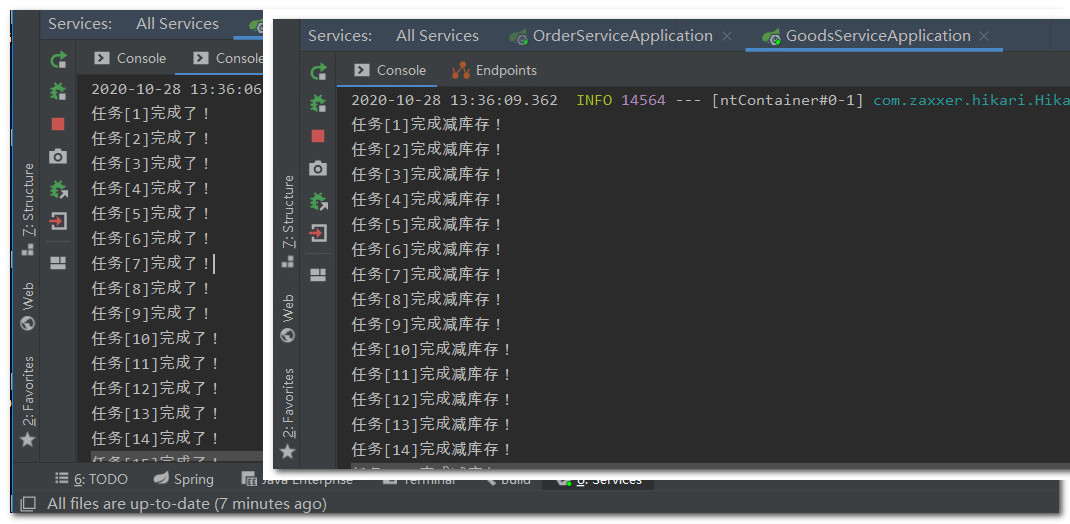 Services:
All Services
Console
Console
2020-10-28 13:36:06
任务[1]完成了！
任务[2]完成了！
任务[3]完成了！
任务[4]完成了！
任务[5]完成了！
任务[6]完成了！
任务[7]完成了！
任务[8]完成了！
任务[9]完成了！
任务[10]完成了！
任务[11]完成了！
任务[12]完成了！
任务[13]完成了！
任务[14]完成了！
任务[15]完成了！
Z: Structure
Web
2: Favorites
Services:
All Services
OrderServiceApplication
GoodsServiceApplication
Console
Endpoints
2020-10-28 13:36:09.362 INFO 14564 --- [ntContainer#0-1] com.zaxxer.hikari.Hika
任务[1]完成减库存！
任务[2]完成减库存！
任务[3]完成减库存！
任务[4]完成减库存！
任务[5]完成减库存！
任务[6]完成减库存！
任务[7]完成减库存！
任务[8]完成减库存！
任务[9]完成减库存！
任务[10]完成减库存！
任务[11]完成减库存！
任务[12]完成减库存！
任务[13]完成减库存！
任务[14]完成减库存！
Z: Structure
Web
2: Favorites
6: TODO
Spring
Java Enterprise
Terminal
Build
Services
All files are up-to-date (7 minutes ago)